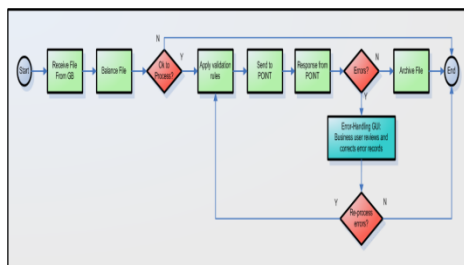 N
Start
Receive File
From GB
Balance File
Ok to
Process?
Y
Apply validation
rules
Send to
POINT
Response from
POINT
Errors?
N
Archive File
End
Y
Error-Handling GUI:
Business user reviews and
corrects error records
Y
Re-process
errors?
N